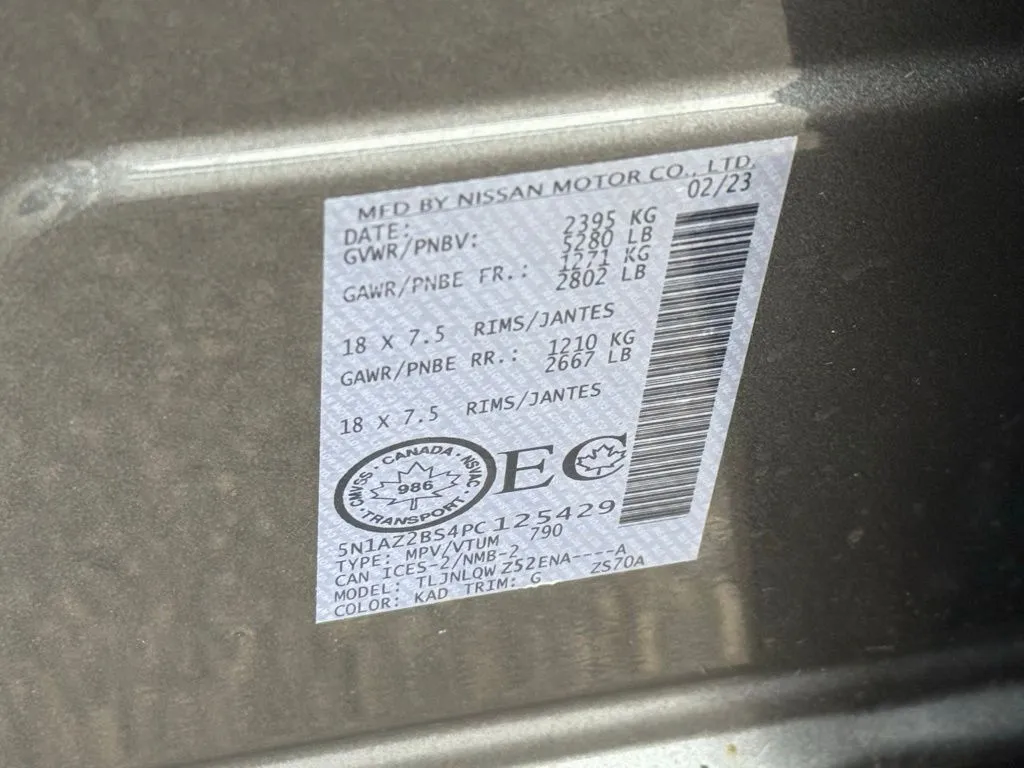 MFD BY NISSAN MOTOR CO., LTD.
DATE: 02/23
GVWR/PNBV: 2395 KG
5280 LB
GAWR/PNBE FR.: 1271 KG
2802 LB
18 X 7.5 RIMS/JANTES
GAWR/PNBE RR.: 1210 KG
2667 LB
18 X 7.5 RIMS/JANTES
CMVSS · CANADA · NSVAC · TRANSPORT ·
986
EC
5N1AZ2BS4PC125429
TYPE: MPV/VTUM 790
CAN ICES-2/NMB-2
MODEL: TLJNLQW Z52ENA----A
COLOR: KAD TRIM: G ZS70A